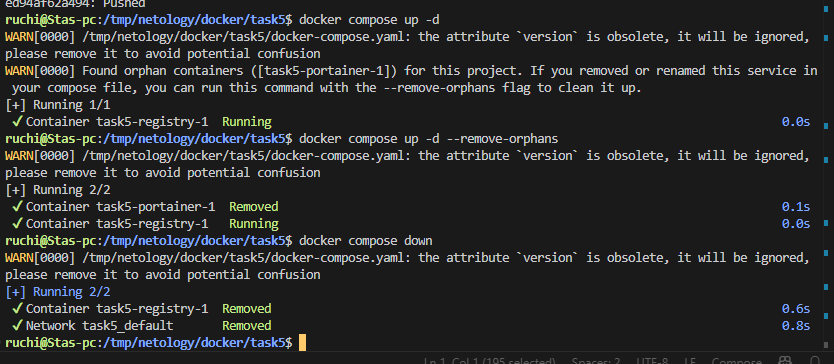 ed94af62a494: Pushed
ruchi@Stas-pc:/tmp/netology/docker/task5$ docker compose up -d
WARN[0000] /tmp/netology/docker/task5/docker-compose.yaml: the attribute `version` is obsolete, it will be ignored,
please remove it to avoid potential confusion
WARN[0000] Found orphan containers ([task5-portainer-1]) for this project. If you removed or renamed this service in
your compose file, you can run this command with the --remove-orphans flag to clean it up.
[+] Running 1/1
✔ Container task5-registry-1 Running 0.0s
ruchi@Stas-pc:/tmp/netology/docker/task5$ docker compose up -d --remove-orphans
WARN[0000] /tmp/netology/docker/task5/docker-compose.yaml: the attribute `version` is obsolete, it will be ignored,
please remove it to avoid potential confusion
[+] Running 2/2
✔ Container task5-portainer-1 Removed 0.1s
✔ Container task5-registry-1 Running 0.0s
ruchi@Stas-pc:/tmp/netology/docker/task5$ docker compose down
WARN[0000] /tmp/netology/docker/task5/docker-compose.yaml: the attribute `version` is obsolete, it will be ignored,
please remove it to avoid potential confusion
[+] Running 2/2
✔ Container task5-registry-1 Removed 0.6s
✔ Network task5_default Removed 0.8s
ruchi@Stas-pc:/tmp/netology/docker/task5$
Ln 1, Col 1 (195 selected) Spaces: 2 UTF-8 LF Compose